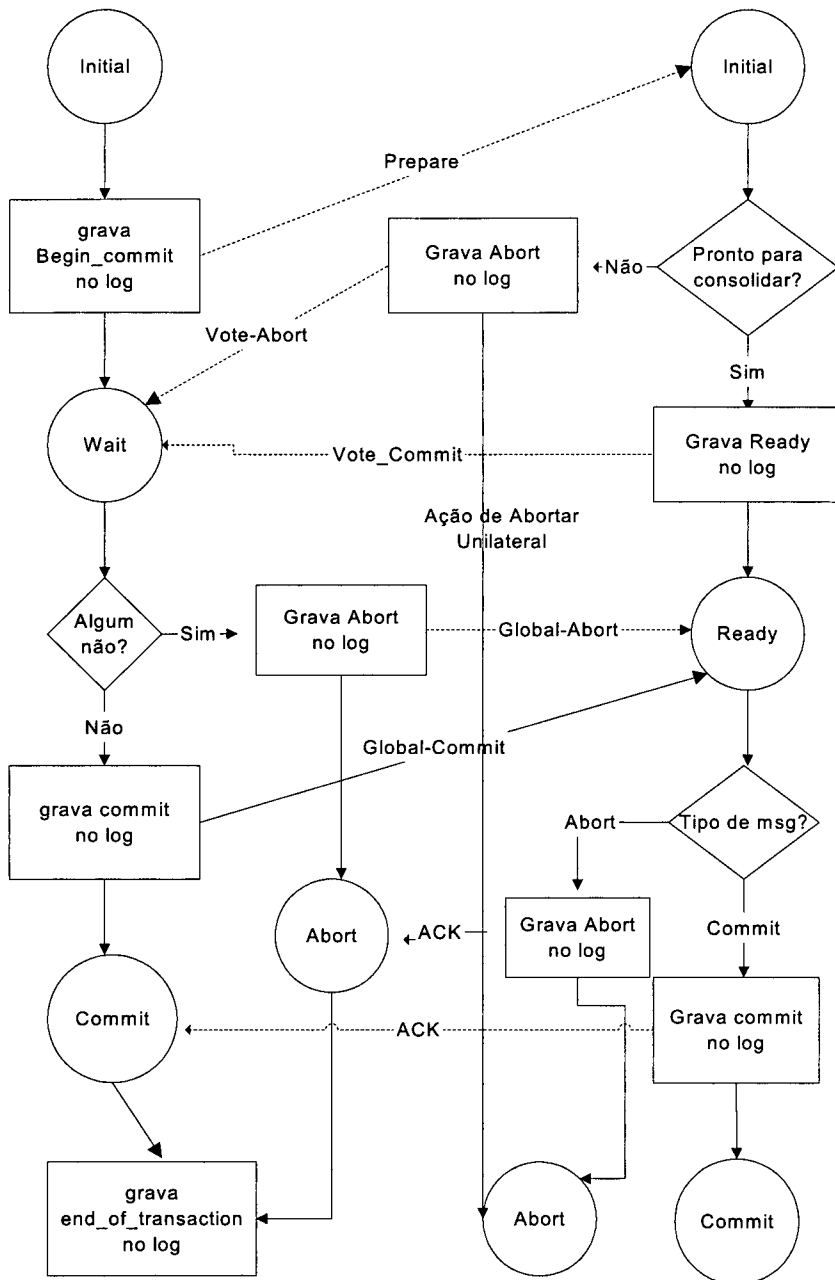 Initial
Initial
Prepare
grava
Begin_commit
no log
Grava Abort
no log
Não
Pronto para
consolidar?
Vote-Abort
Sim
Wait
Vote_Commit
Grava Ready
no log
Ação de Abortar
Unilateral
Algum
não?
Sim
Grava Abort
no log
Global-Abort
Ready
Não
Global-Commit
grava commit
no log
Abort
Tipo de msg?
Abort
ACK
Grava Abort
no log
Commit
Commit
ACK
Grava commit
no log
grava
end_of_transaction
no log
Abort
Commit